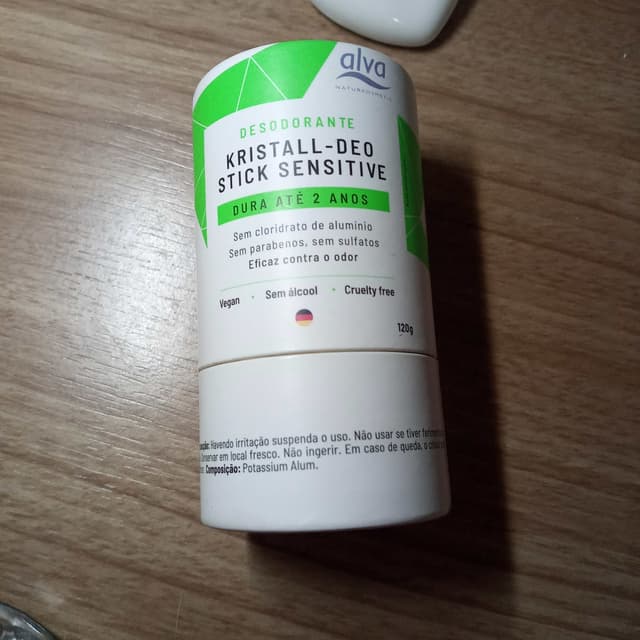 alva
NATURKOSMETIK
DESODORANTE
KRISTALL-DEO
STICK SENSITIVE
DURA ATÉ 2 ANOS
Sem cloridrato de alumínio
Sem parabenos, sem sulfatos
Eficaz contra o odor
Vegan • Sem álcool • Cruelty free
120g
Havendo irritação suspenda o uso. Não usar se tiver
em local fresco. Não ingerir. Em caso de queda, o
Composição: Potassium Alum.